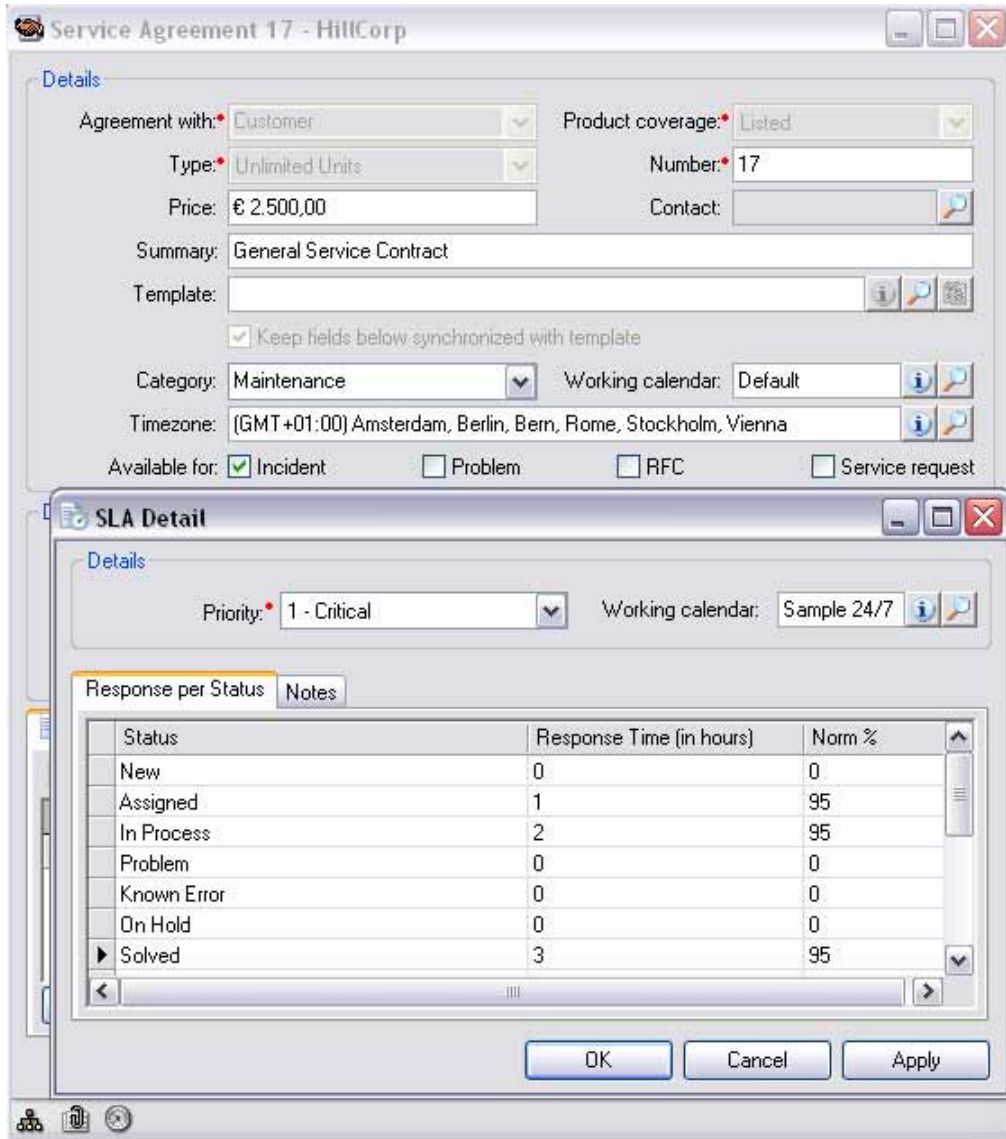 Service Agreement 17 - HillCorp
Details
Agreement with: Customer Product coverage: Listed
Type: Unlimited Units Number: 17
Price: € 2.500,00 Contact:
Summary: General Service Contract
Template:
Keep fields below synchronized with template
Category: Maintenance Working calendar: Default
Timezone: (GMT+01:00) Amsterdam, Berlin, Bern, Rome, Stockholm, Vienna
Available for: Incident Problem RFC Service request
SLA Detail
Details
Priority: 1 - Critical Working calendar: Sample 24/7
Response per Status Notes
Status Response Time (in hours) Norm %
New 0 0
Assigned 1 95
In Process 2 95
Problem 0 0
Known Error 0 0
On Hold 0 0
Solved 3 95
OK Cancel Apply